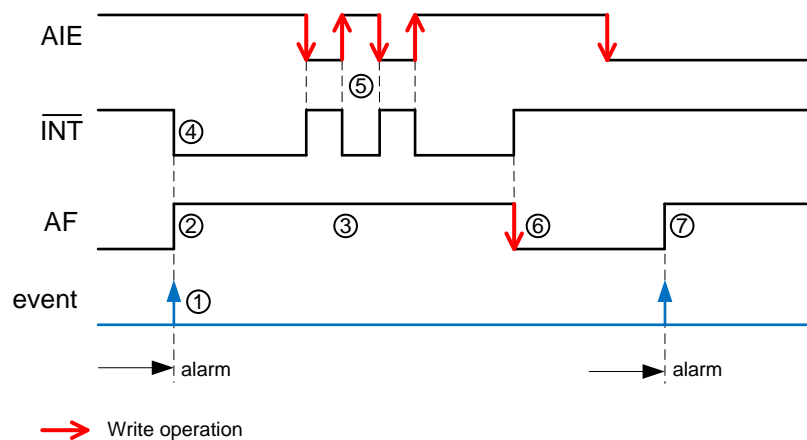 AIE
⑤
INT
④
AF ② ③ ⑥ ⑦
event ①
alarm alarm
Write operation